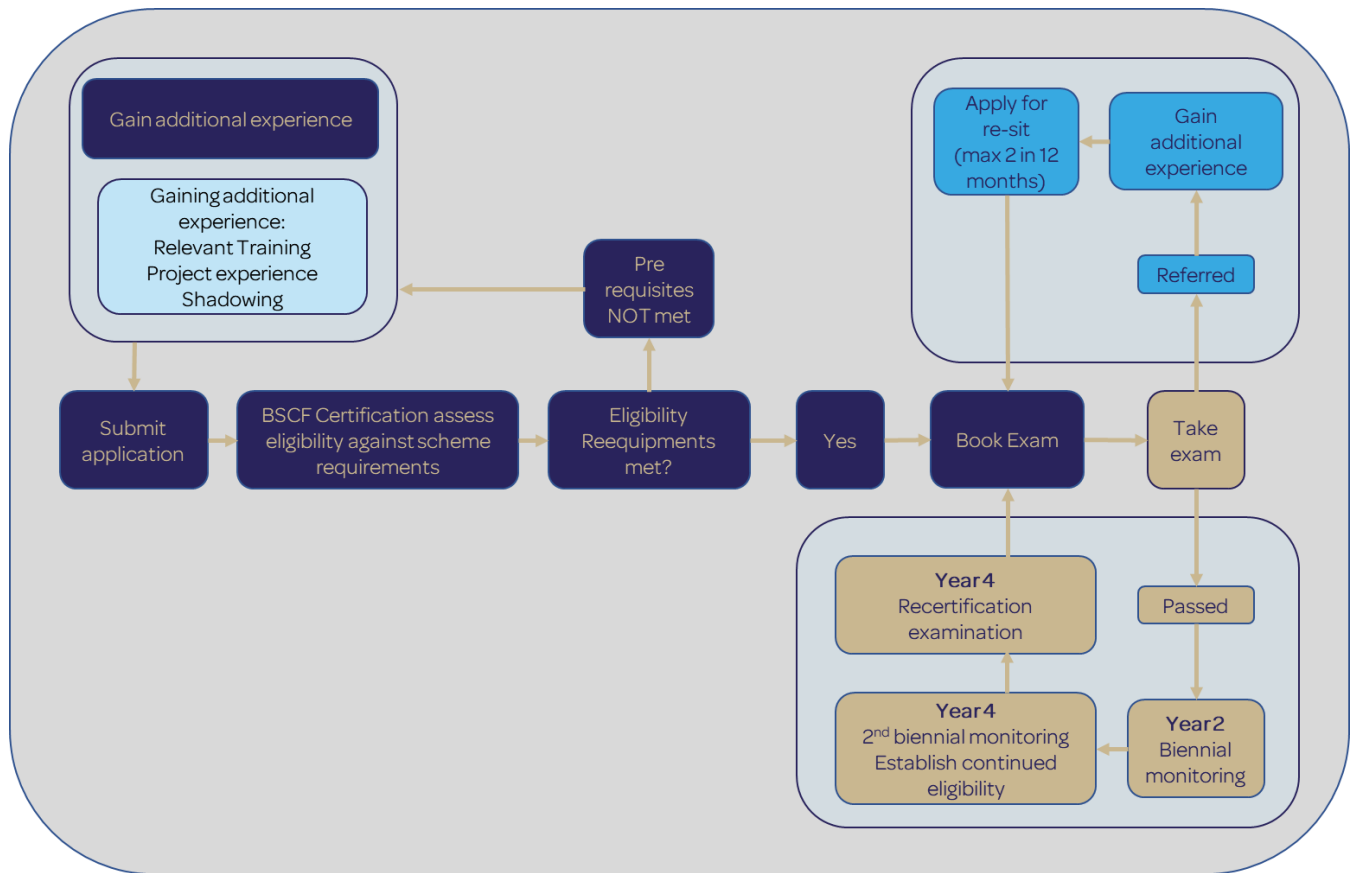 Gain additional experience
Gaining additional
experience:
Relevant Training
Project experience
Shadowing
Pre
requisites
NOT met
Apply for
re-sit
(max 2 in 12
months)
Gain
additional
experience
Referred
Submit
application
BSCF Certification assess
eligibility against scheme
requirements
Eligibility
Reequipments
met?
Yes
Book Exam
Take
exam
Passed
Year 2
Biennial
monitoring
Year 4
2nd biennial monitoring
Establish continued
eligibility
Year 4
Recertification
examination